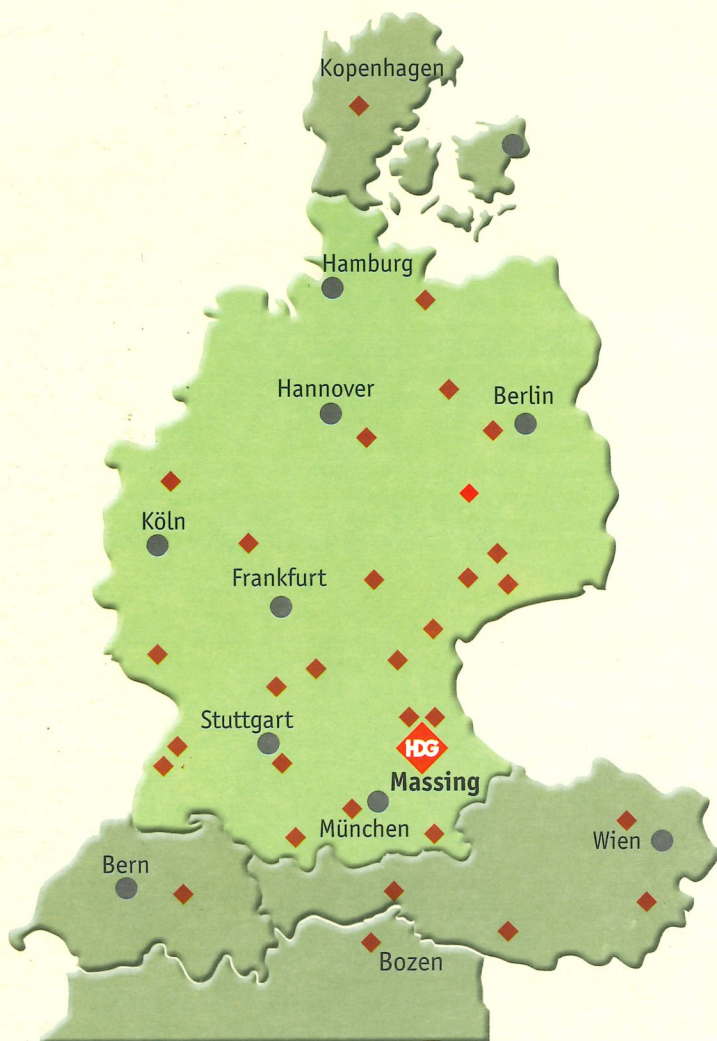 Kopenhagen
Hamburg
Hannover
Berlin
Köln
Frankfurt
Stuttgart
HDG
Massing
München
Wien
Bern
Bozen